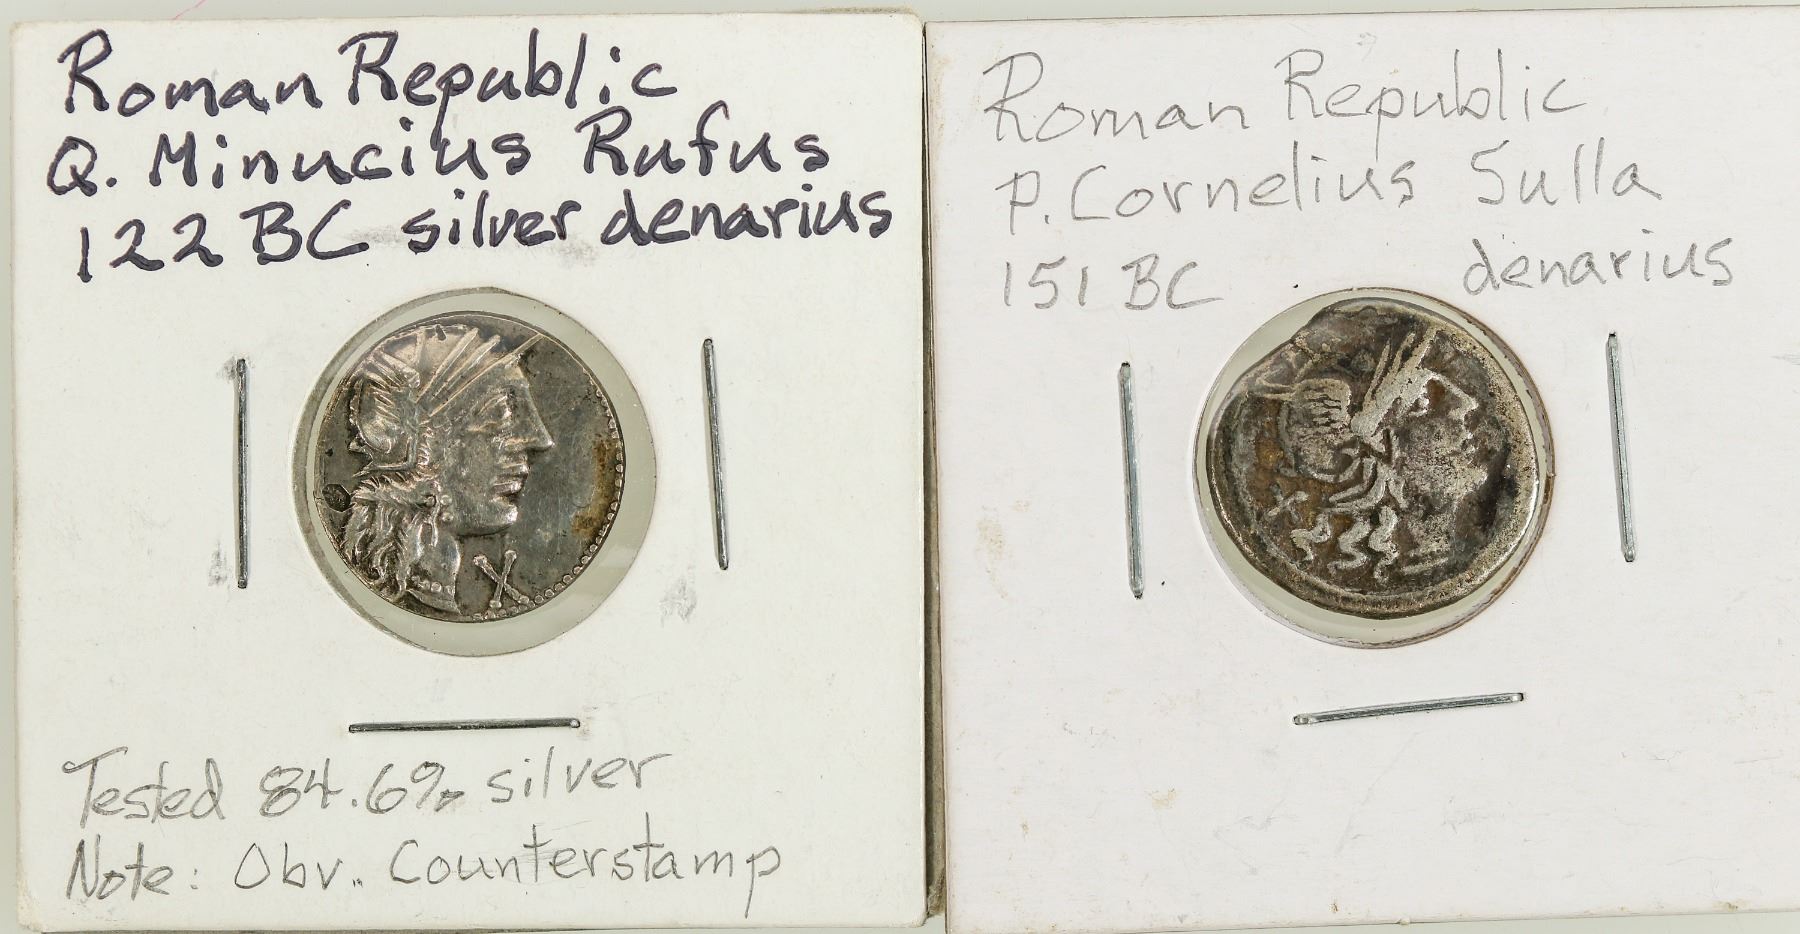 Roman Republic
Q. Minucius Rufus
122 BC silver denarius
X
Tested 84.6% silver
Note: Obv. Counterstamp
Roman Republic
P. Cornelius Sulla
151 BC denarius
X